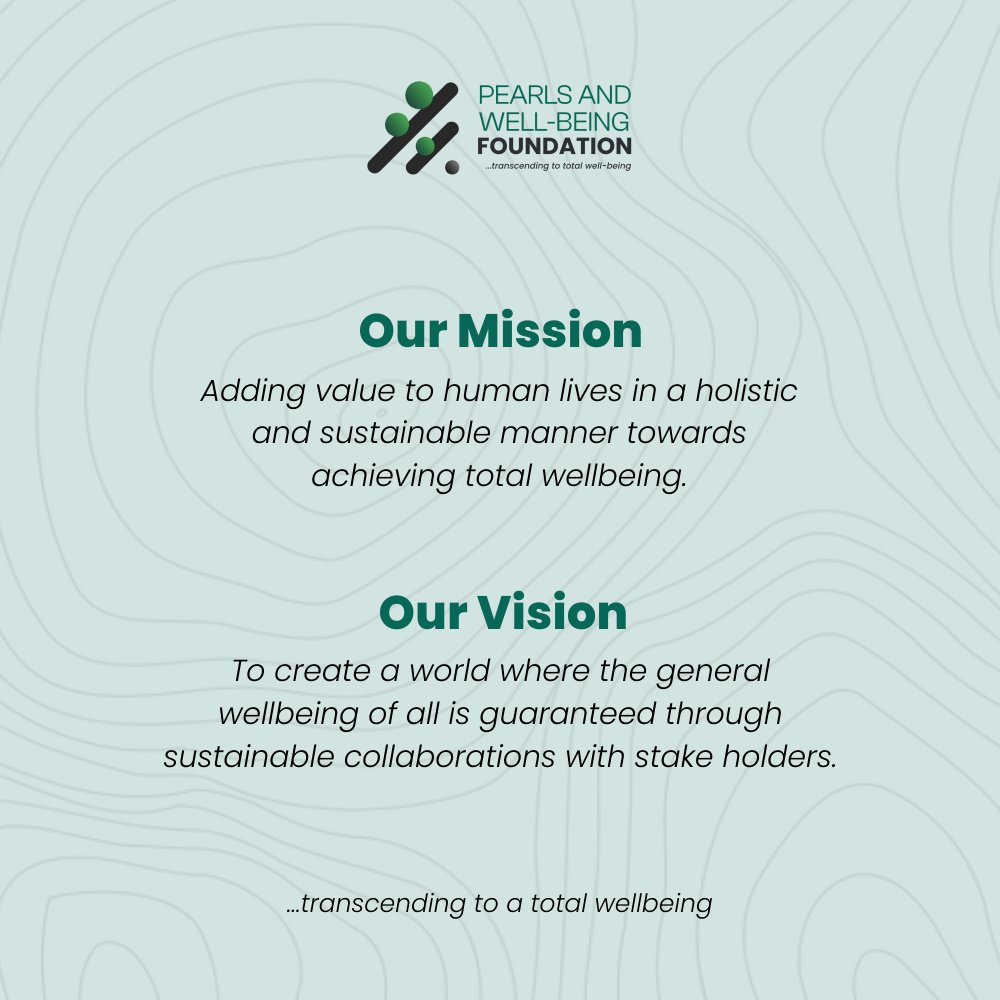 PEARLS AND
WELL-BEING
FOUNDATION
...transcending to total well-being
Our Mission
Adding value to human lives in a holistic
and sustainable manner towards
achieving total wellbeing.
Our Vision
To create a world where the general
wellbeing of all is guaranteed through
sustainable collaborations with stake holders.
...transcending to a total wellbeing